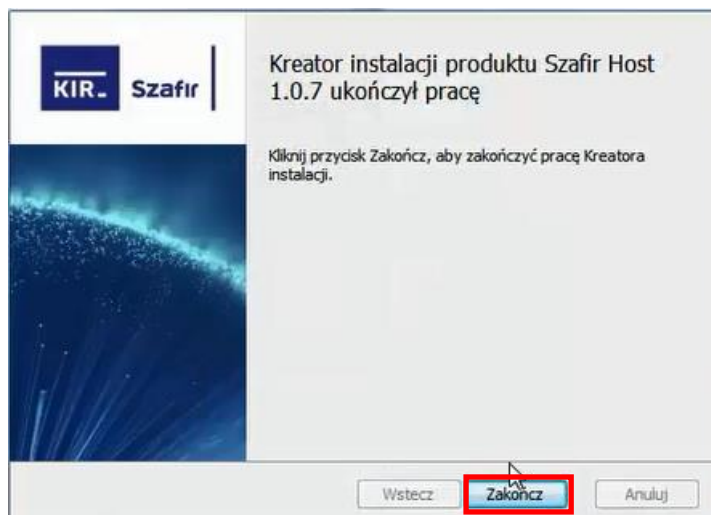 KIR Szafir
Kreator instalacji produktu Szafir Host
1.0.7 ukończył pracę
Kliknij przycisk Zakończ, aby zakończyć pracę Kreatora
instalacji.
Wstecz Zakończ Anuluj